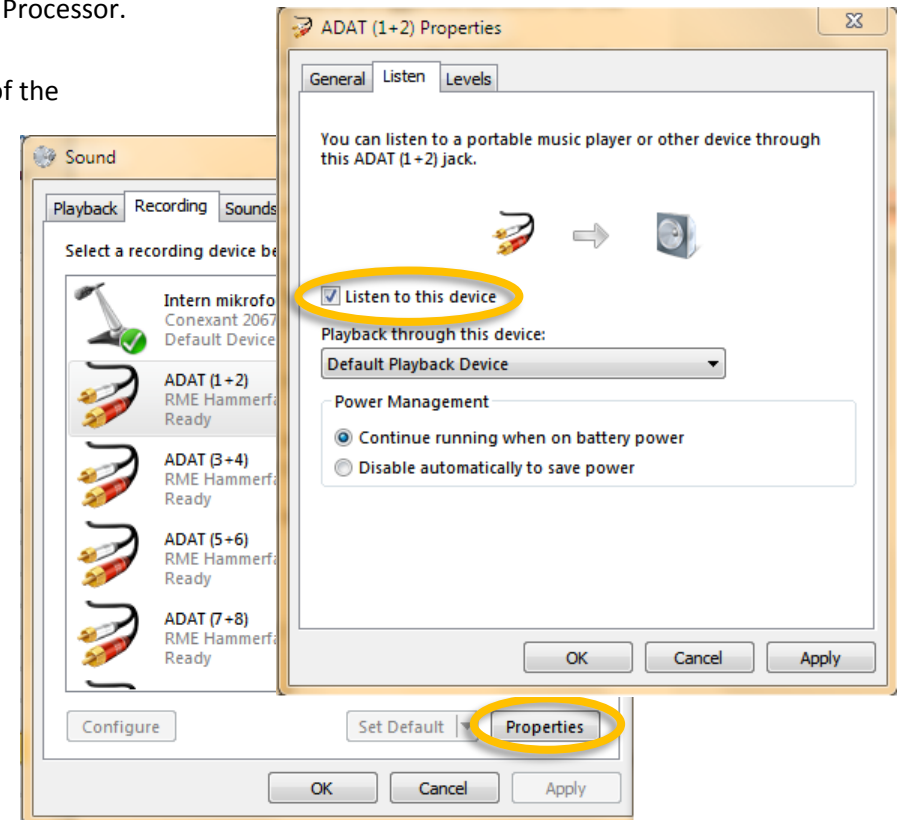 Processor.
of the
Sound
Playback Recording Sounds
Select a recording device be
Intern mikrofo
Conexant 2067
Default Device
ADAT (1+2)
RME Hammerfa
Ready
ADAT (3+4)
RME Hammerfa
Ready
ADAT (5+6)
RME Hammerfa
Ready
ADAT (7+8)
RME Hammerfa
Ready
Configure Set Default Properties
OK Cancel Apply
ADAT (1+2) Properties
General Listen Levels
You can listen to a portable music player or other device through
this ADAT (1+2) jack.
Listen to this device
Playback through this device:
Default Playback Device
Power Management
Continue running when on battery power
Disable automatically to save power
OK Cancel Apply